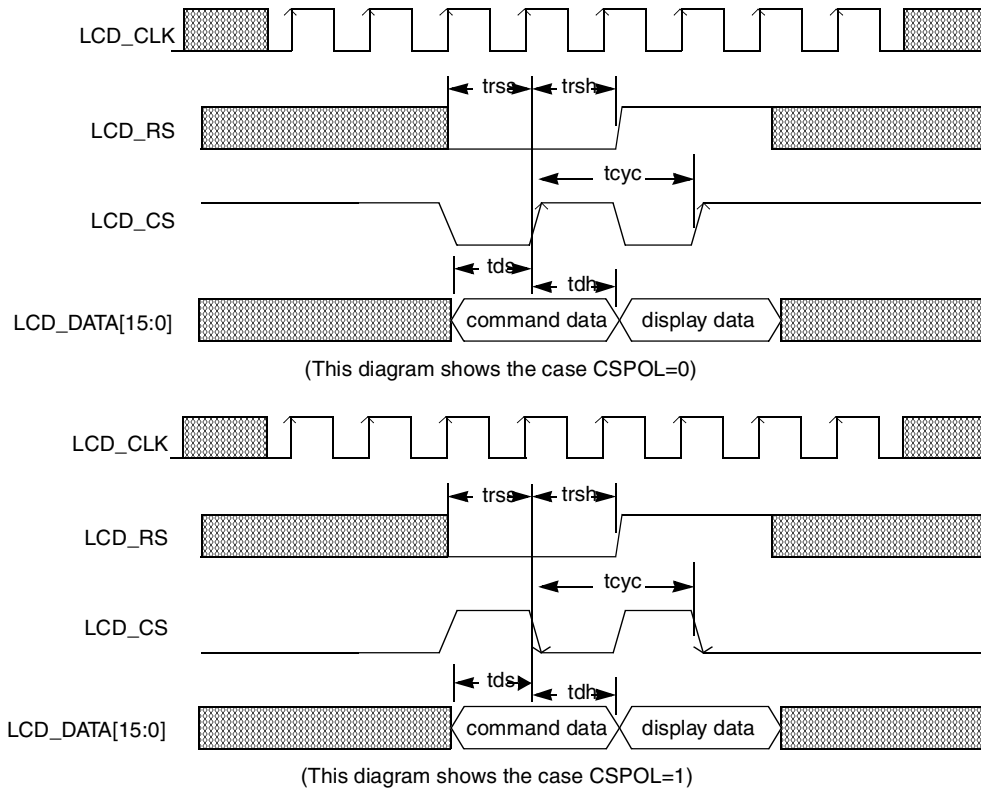 LCD_CLK
trss trsh
LCD_RS
tcyc
LCD_CS
tds
tdh
LCD_DATA[15:0] command data display data
(This diagram shows the case CSPOL=0)
LCD_CLK
trss trsh
LCD_RS
tcyc
LCD_CS
tds
tdh
LCD_DATA[15:0] command data display data
(This diagram shows the case CSPOL=1)